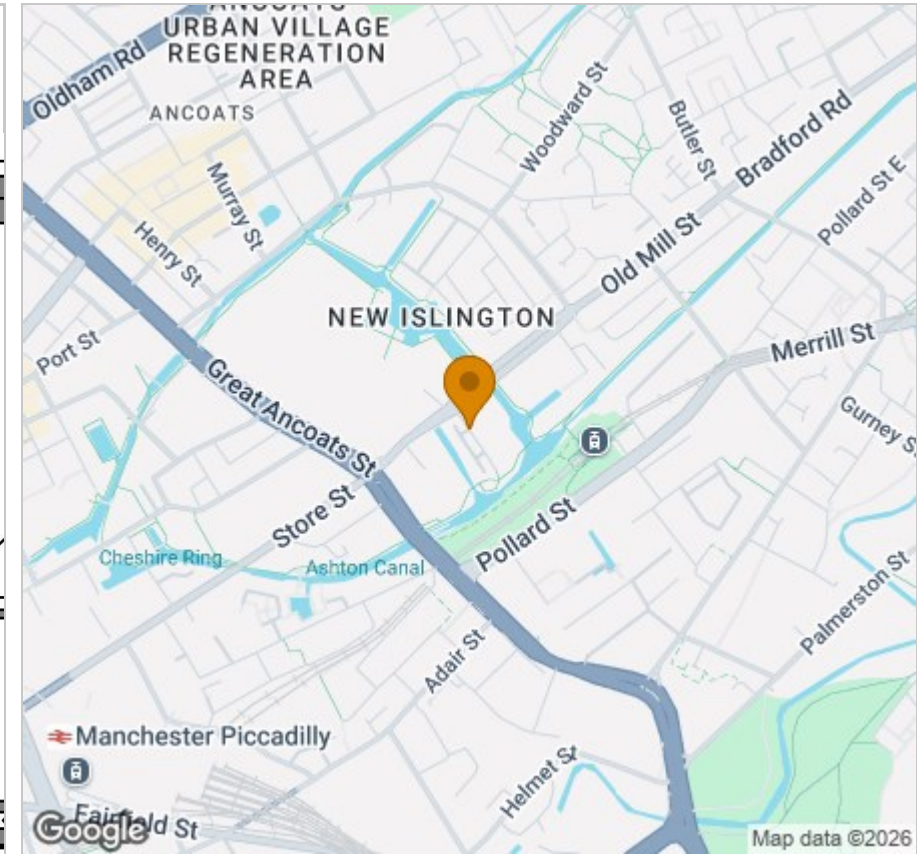 ANCOATS
URBAN VILLAGE
REGENERATION
AREA
Oldham Rd
ANCOATS
Woodward St
Butler St
Bradford Rd
Murray St
Pollard St E
Henry St
Old Mill St
NEW ISLINGTON
Port St
Merrill St
Great Ancoats St
Gurney S
Store St
Pollard St
Cheshire Ring
Ashton Canal
Palmerston St
Adair St
Manchester Piccadilly
Helmet St
Fairfield St
Google
Map data ©2026